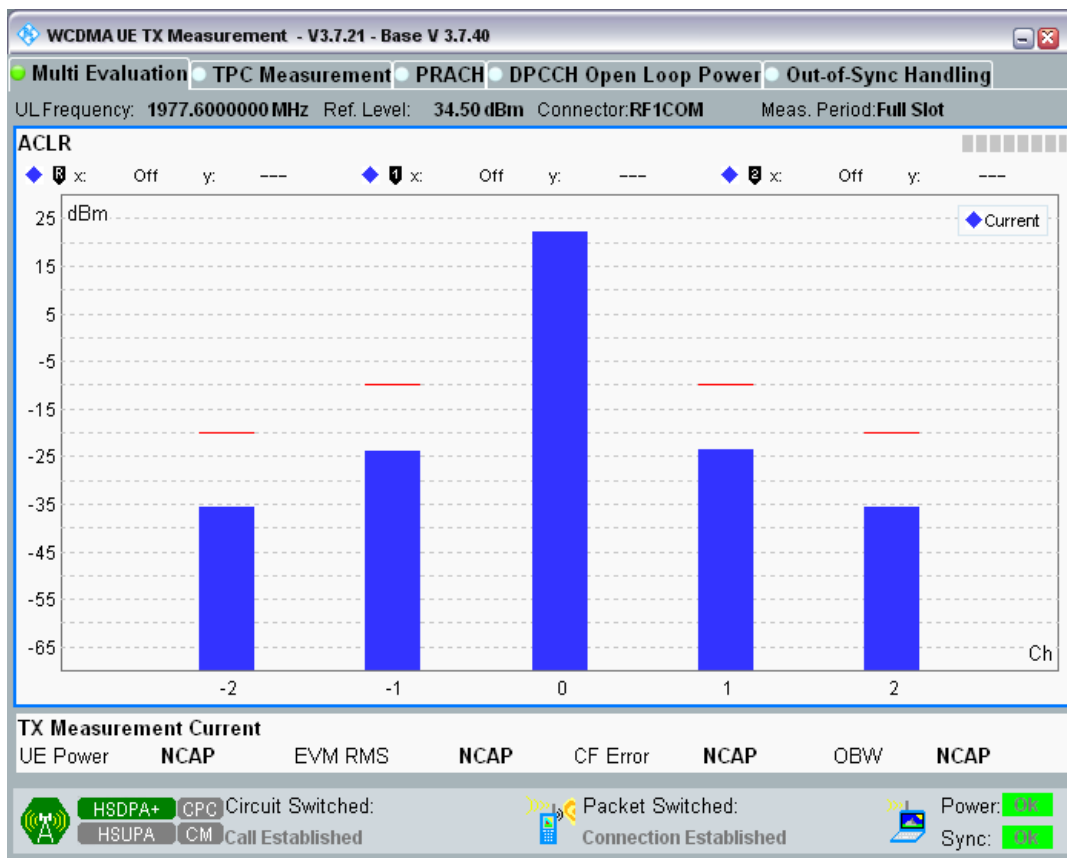 WCDMA UE TX Measurement - V3.7.21 - Base V 3.7.40
Multi Evaluation TPC Measurement PRACH DPCCH Open Loop Power Out-of-Sync Handling
UL Frequency: 1977.6000000 MHz Ref. Level: 34.50 dBm Connector:RF1COM Meas. Period:Full Slot
ACLR
R x: Off y: --- 1 x: Off y: --- 2 x: Off y: ---
dBm
Current
25
15
5
-5
-15
-25
-35
-45
-55
-65
Ch
-2 -1 0 1 2
TX Measurement Current
UE Power NCAP EVM RMS NCAP CF Error NCAP OBW NCAP
HSDPA+ CPC Circuit Switched: Packet Switched: Power: OK
HSUPA CM Call Established Connection Established Sync: OK